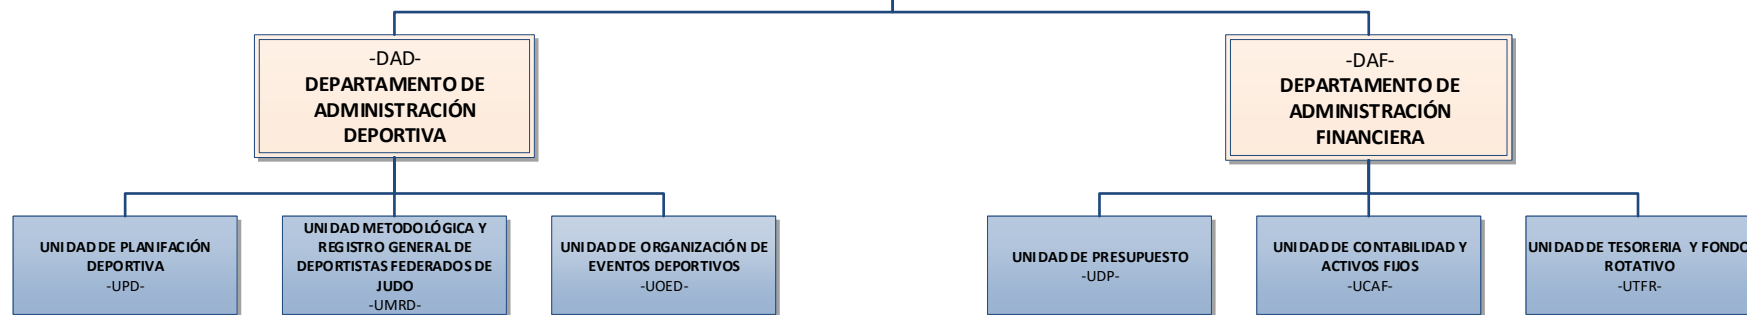 -DAD-
DEPARTAMENTO DE
ADMINISTRACIÓN
DEPORTIVA
-DAF-
DEPARTAMENTO DE
ADMINISTRACIÓN
FINANCIERA
UNIDAD DE PLANIFACIÓN
DEPORTIVA
-UPD-
UNIDAD METODOLÓGICA Y
REGISTRO GENERAL DE
DEPORTISTAS FEDERADOS DE
JUDO
-UMRD-
UNIDAD DE ORGANIZACIÓN DE
EVENTOS DEPORTIVOS
-UOED-
UNIDAD DE PRESUPUESTO
-UDP-
UNIDAD DE CONTABILIDAD Y
ACTIVOS FIJOS
-UCAF-
UNIDAD DE TESORERIA Y FONDO
ROTATIVO
-UTFR-